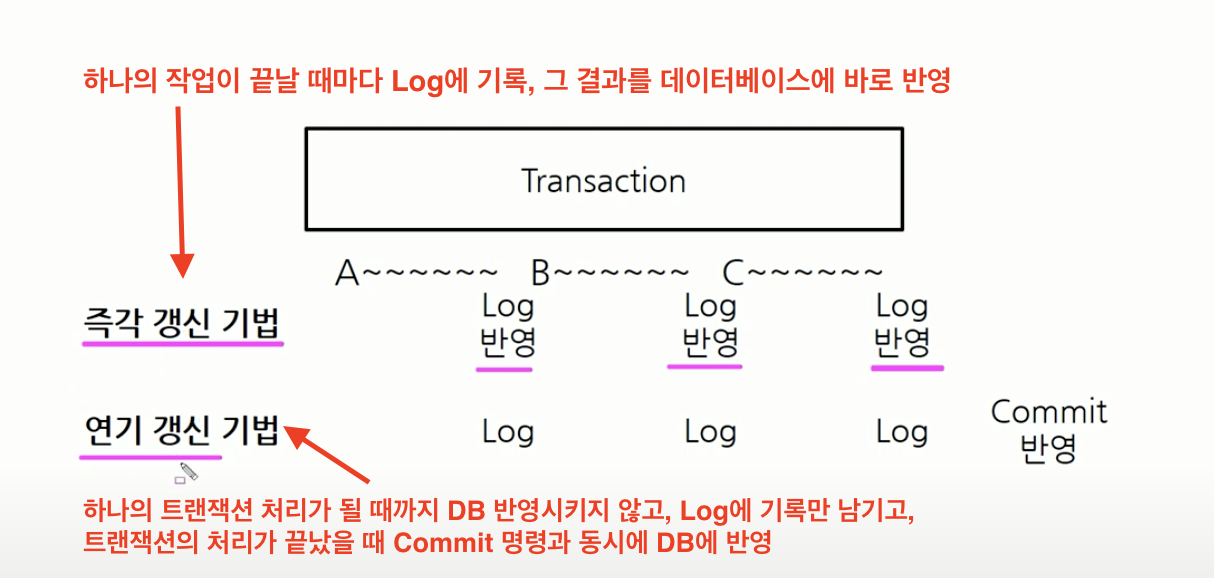 하나의 작업이 끝날 때마다 Log에 기록, 그 결과를 데이터베이스에 바로 반영
Transaction
A~~~~~~ B~~~~~~ C~~~~~~
즉각 갱신 기법
Log 반영
Log 반영
Log 반영
연기 갱신 기법
Log
Log
Log
Commit 반영
하나의 트랜잭션 처리가 될 때까지 DB 반영시키지 않고, Log에 기록만 남기고,
트랜잭션의 처리가 끝났을 때 Commit 명령과 동시에 DB에 반영